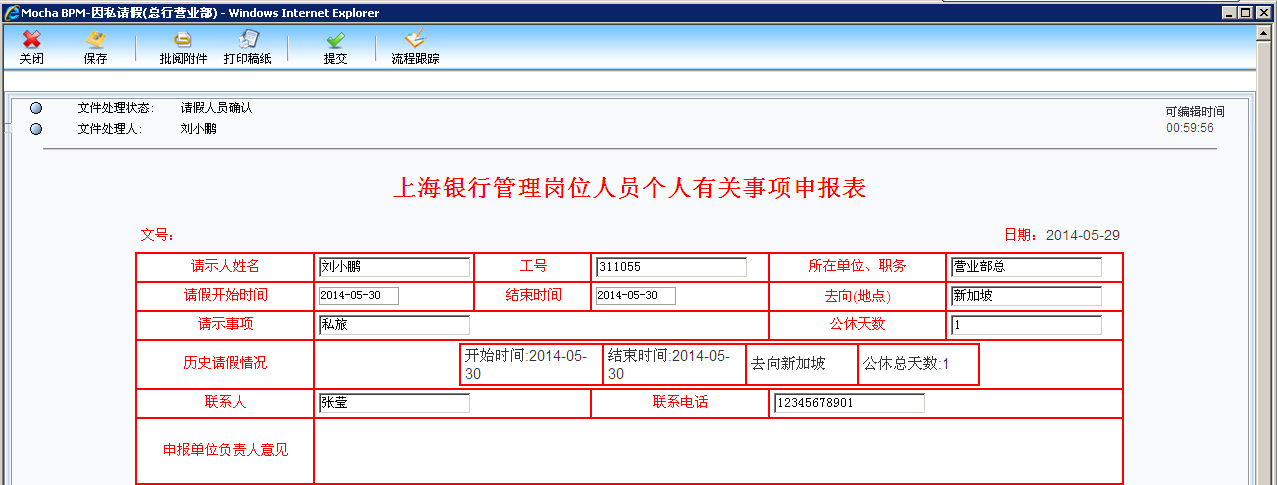 Mocha BPM-因私请假(总行营业部) - Windows Internet Explorer
关闭 保存 批阅附件 打印稿纸 提交 流程跟踪
文件处理状态: 请假人员确认 可编辑时间
文件处理人: 刘小鹏 00:59:56
上海银行管理岗位人员个人有关事项申报表
文号: 日期: 2014-05-29
请示人姓名 刘小鹏 工号 311055 所在单位、职务 营业部总
请假开始时间 2014-05-30 结束时间 2014-05-30 去向(地点) 新加坡
请示事项 私旅 公休天数 1
历史请假情况 开始时间:2014-05-30 结束时间:2014-05-30 去向新加坡 公休总天数:1
联系人 张莹 联系电话 12345678901
申报单位负责人意见